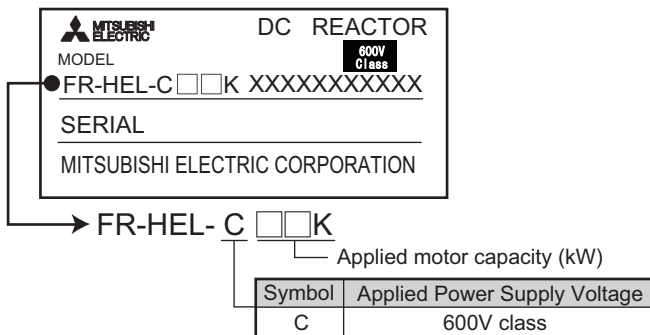 MITSUBISHI
ELECTRIC
DC REACTOR
600V
Class
MODEL
FR-HEL-C□□K XXXXXXXXXXX
SERIAL
MITSUBISHI ELECTRIC CORPORATION
FR-HEL- C □□K
Applied motor capacity (kW)
Symbol Applied Power Supply Voltage
C 600V class